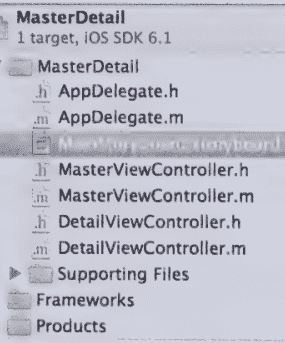 MasterDetail
1 target, iOS SDK 6.1
MasterDetail
.h AppDelegate.h
.m AppDelegate.m
.h MasterViewController.h
.m MasterViewController.m
.h DetailViewController.h
.m DetailViewController.m
Supporting Files
Frameworks
Products